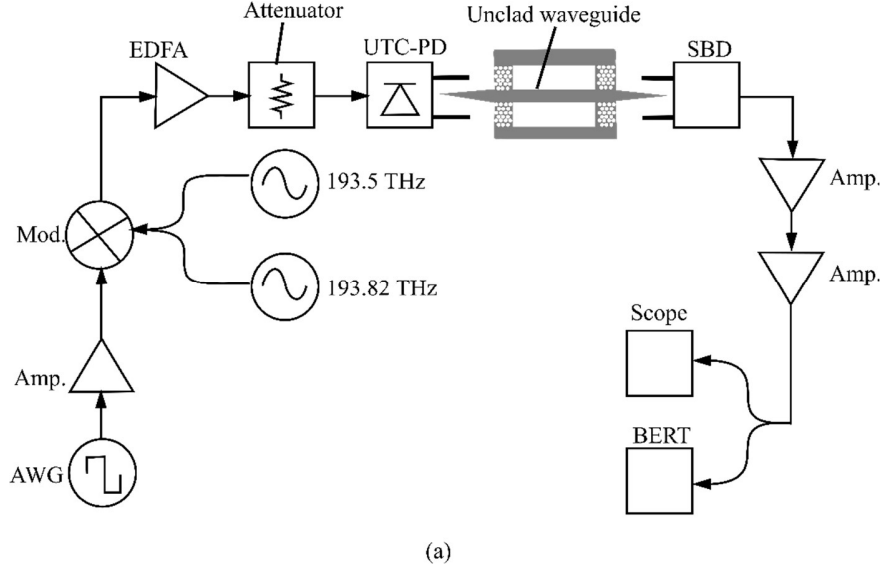 Attenuator
Unclad waveguide
EDFA
UTC-PD
SBD
193.5 THz
Amp.
Mod.
193.82 THz
Amp.
Scope
Amp.
BERT
AWG
(a)